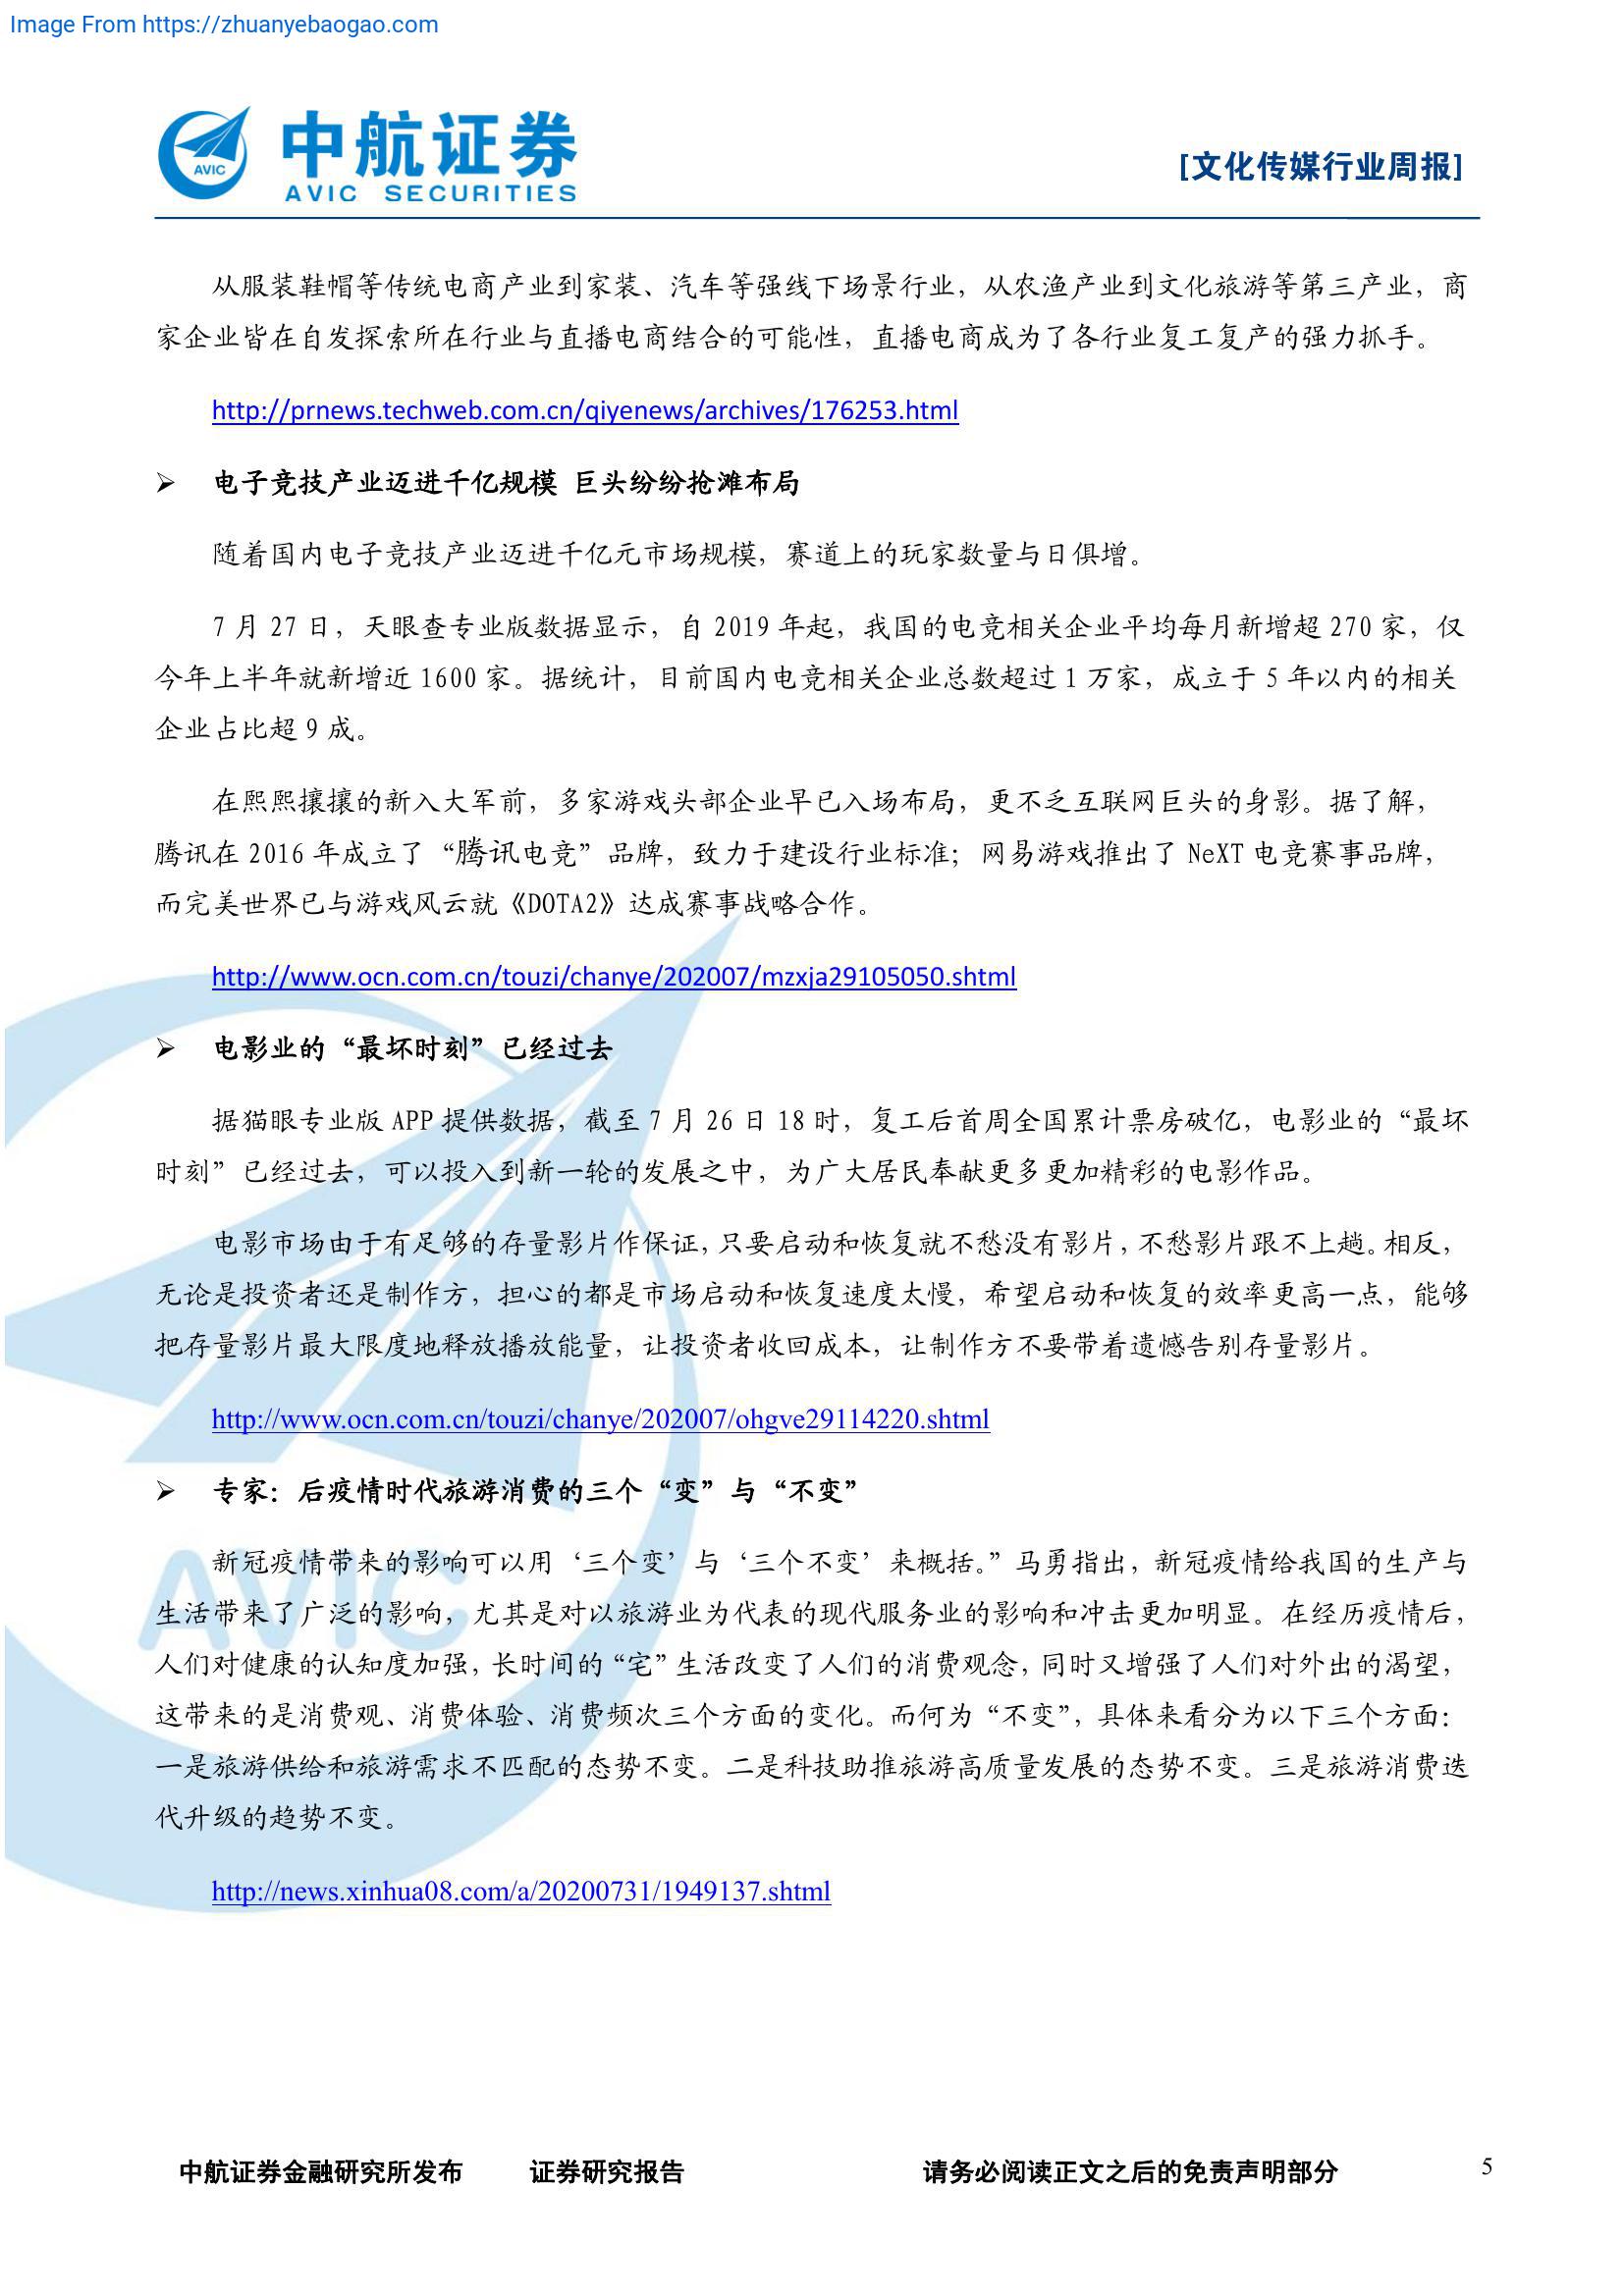 Image From https://zhuanyebaogao.com
AVIC
中航证券
AVIC SECURITIES
[文化传媒行业周报]
从服装鞋帽等传统电商产业到家装、汽车等强线下场景行业，从农渔产业到文化旅游等第三产业，商
家企业皆在自发探索所在行业与直播电商结合的可能性，直播电商成为了各行业复工复产的强力抓手。
http://prnews.techweb.com.cn/qiyenews/archives/176253.html
➢ 电子竞技产业迈进千亿规模 巨头纷纷抢滩布局
随着国内电子竞技产业迈进千亿元市场规模，赛道上的玩家数量与日俱增。
7 月 27 日，天眼查专业版数据显示，自 2019 年起，我国的电竞相关企业平均每月新增超 270 家，仅
今年上半年就新增近 1600 家。据统计，目前国内电竞相关企业总数超过 1 万家，成立于 5 年以内的相关
企业占比超 9 成。
在熙熙攘攘的新入大军前，多家游戏头部企业早已入场布局，更不乏互联网巨头的身影。据了解，
腾讯在 2016 年成立了“腾讯电竞”品牌，致力于建设行业标准；网易游戏推出了 NeXT 电竞赛事品牌，
而完美世界已与游戏风云就《DOTA2》达成赛事战略合作。
http://www.ocn.com.cn/touzi/chanye/202007/mzxja29105050.shtml
➢ 电影业的“最坏时刻”已经过去
据猫眼专业版 APP 提供数据，截至 7 月 26 日 18 时，复工后首周全国累计票房破亿，电影业的“最坏
时刻”已经过去，可以投入到新一轮的发展之中，为广大居民奉献更多更加精彩的电影作品。
电影市场由于有足够的存量影片作保证，只要启动和恢复就不愁没有影片，不愁影片跟不上趟。相反，
无论是投资者还是制作方，担心的都是市场启动和恢复速度太慢，希望启动和恢复的效率更高一点，能够
把存量影片最大限度地释放播放能量，让投资者收回成本，让制作方不要带着遗憾告别存量影片。
http://www.ocn.com.cn/touzi/chanye/202007/ohgve29114220.shtml
➢ 专家：后疫情时代旅游消费的三个“变”与“不变”
新冠疫情带来的影响可以用‘三个变’与‘三个不变’来概括。”马勇指出，新冠疫情给我国的生产与
生活带来了广泛的影响，尤其是对以旅游业为代表的现代服务业的影响和冲击更加明显。在经历疫情后，
人们对健康的认知度加强，长时间的“宅”生活改变了人们的消费观念，同时又增强了人们对外出的渴望，
这带来的是消费观、消费体验、消费频次三个方面的变化。而何为“不变”，具体来看分为以下三个方面：
一是旅游供给和旅游需求不匹配的态势不变。二是科技助推旅游高质量发展的态势不变。三是旅游消费迭
代升级的趋势不变。
AVIC
http://news.xinhua08.com/a/20200731/1949137.shtml
中航证券金融研究所发布 证券研究报告 请务必阅读正文之后的免责声明部分 5